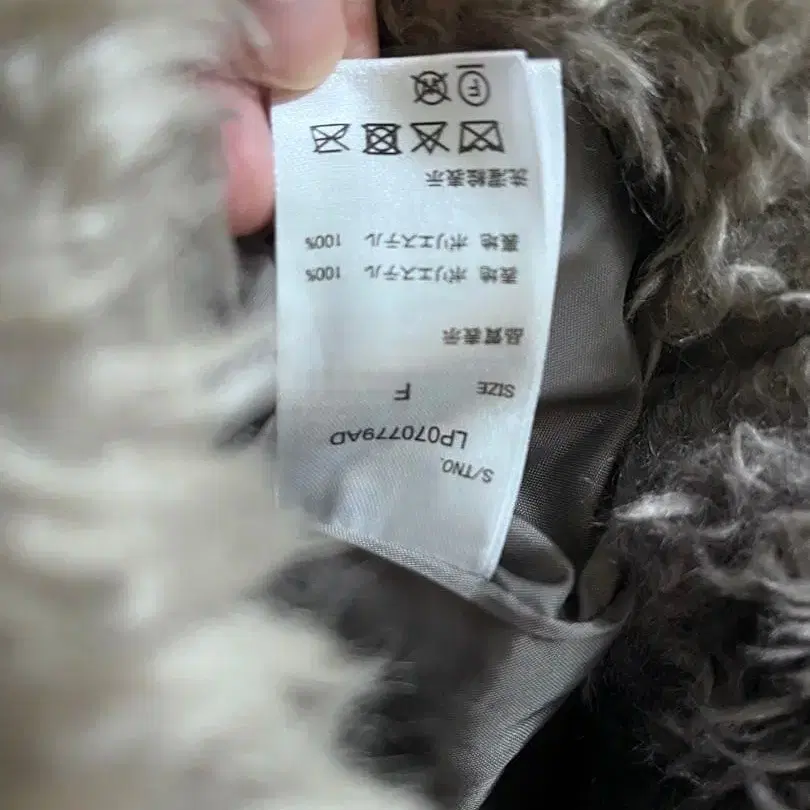 S/TNO.
LP070779AD
SIZE F
品質表示
表地 ポリエステル 100%
裏地 ポリエステル 100%
洗濯絵表示
F W